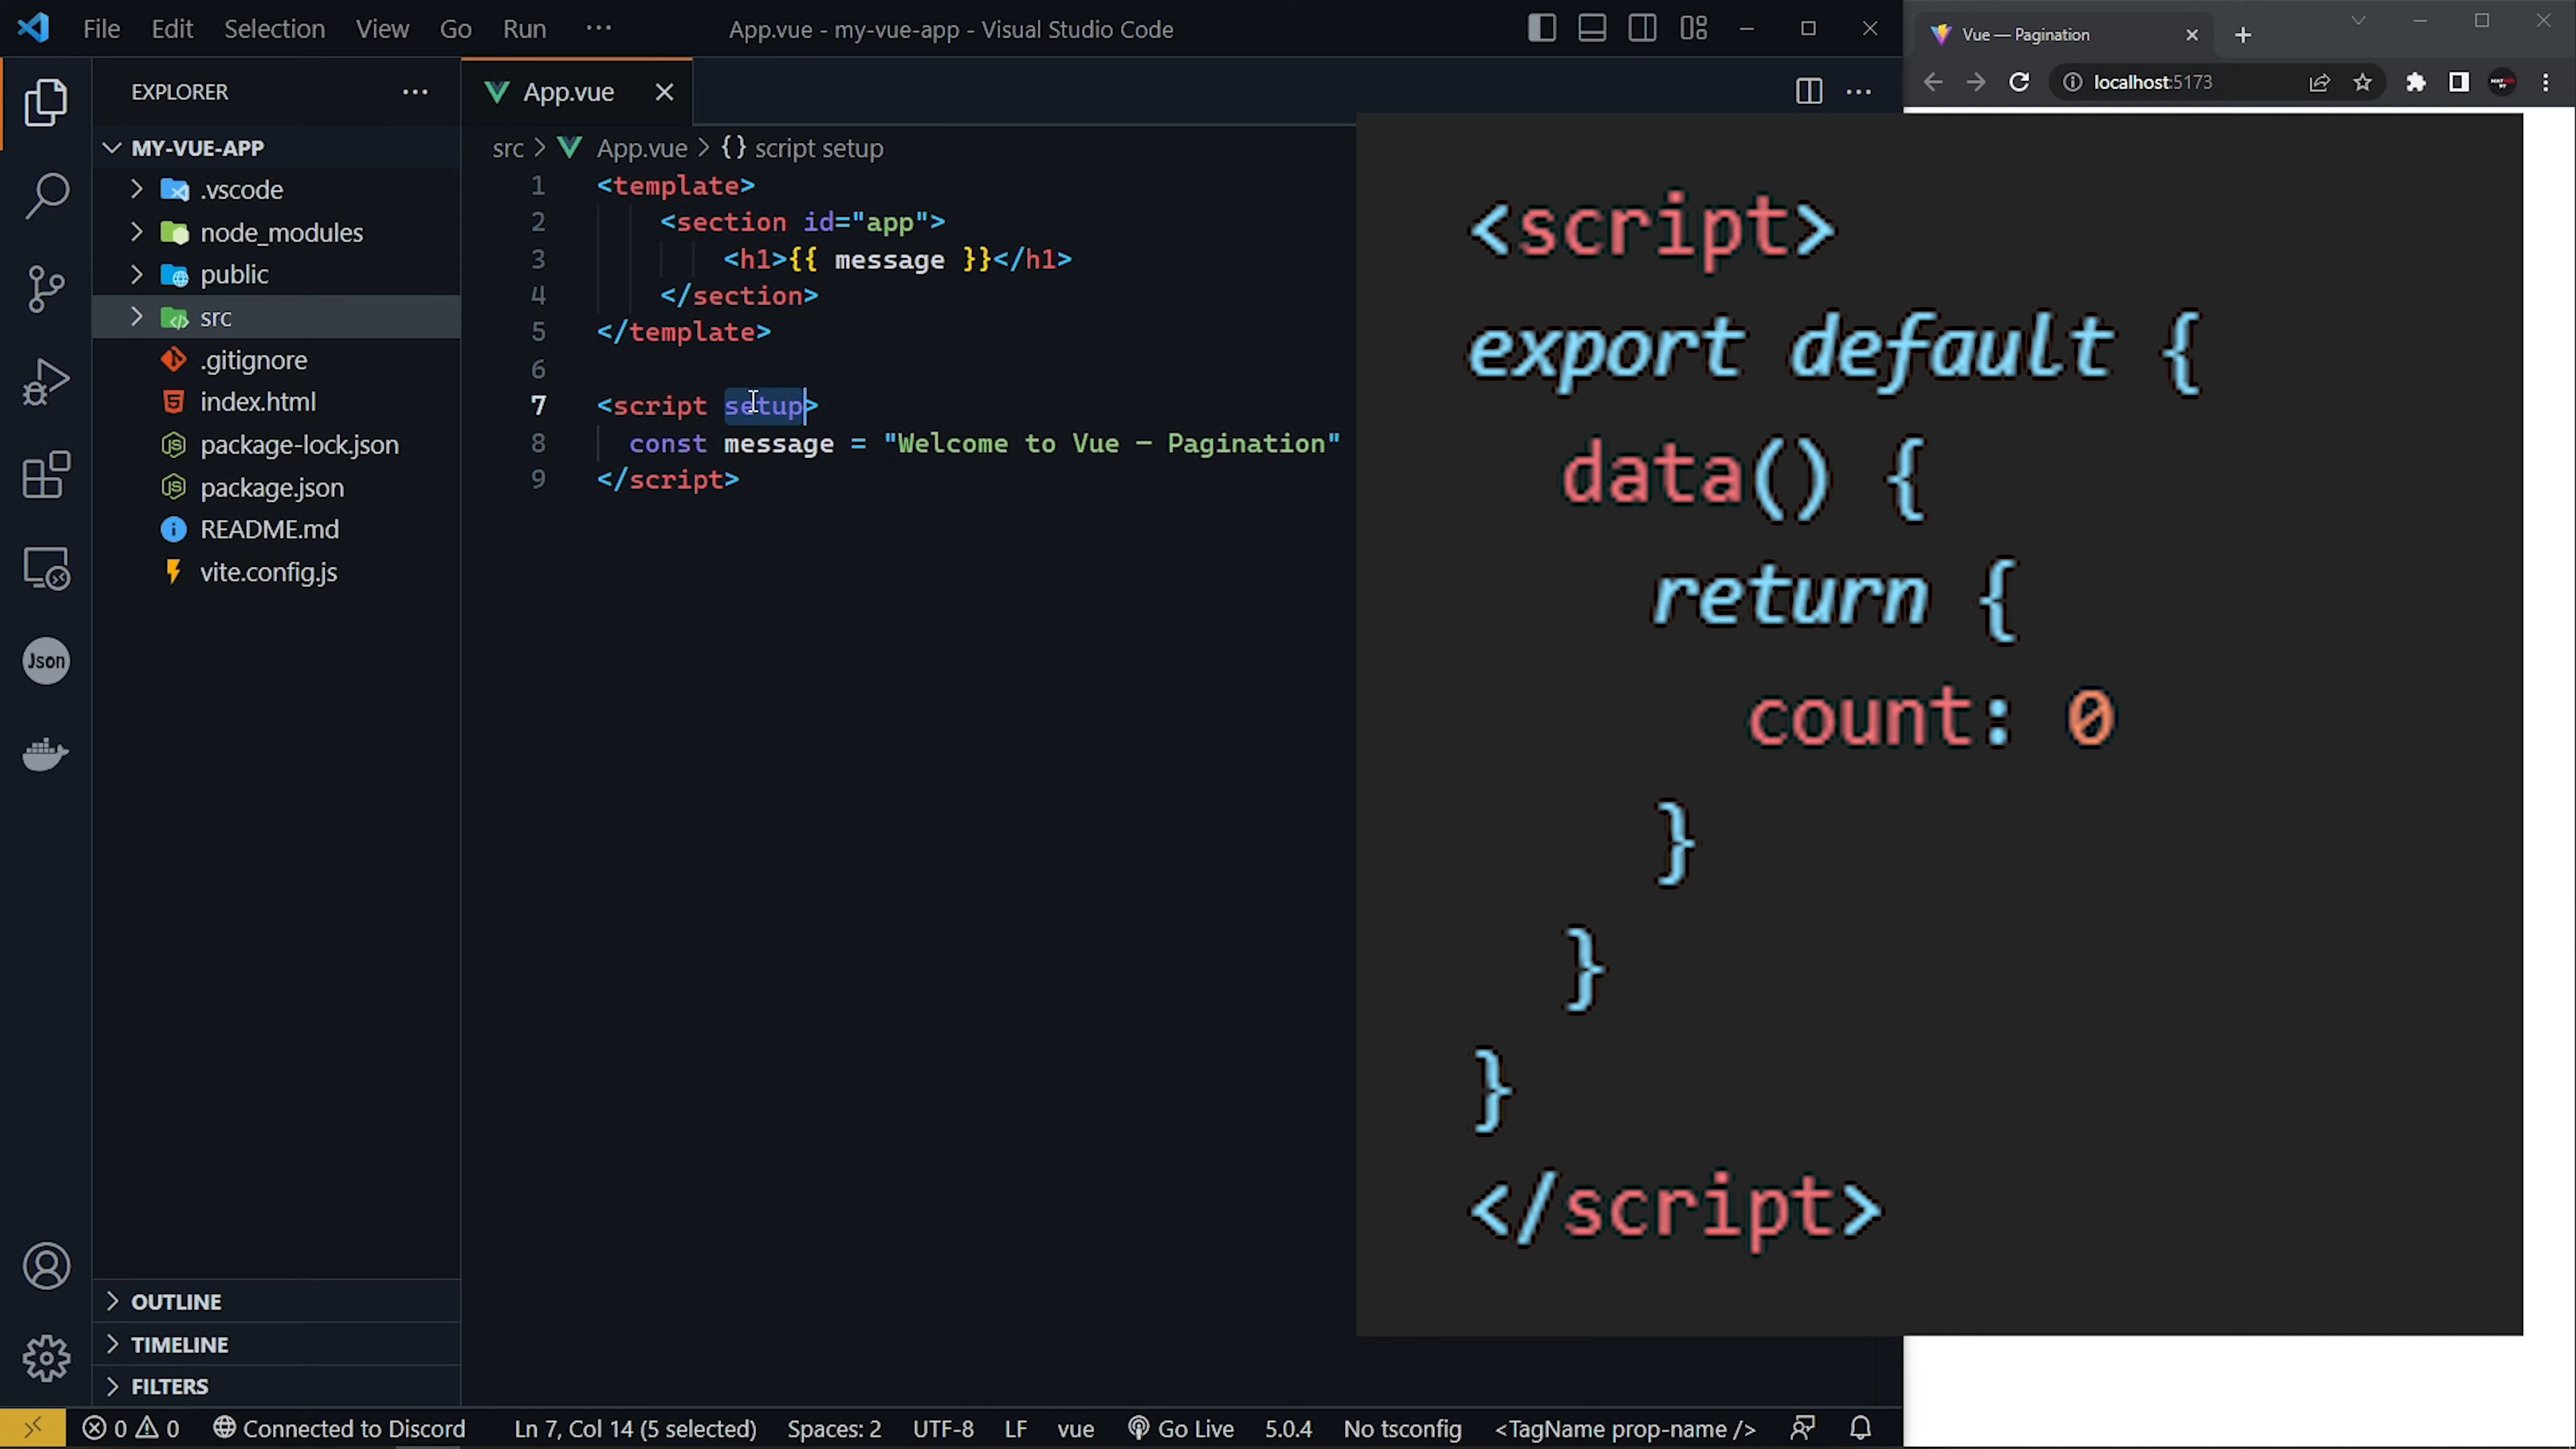 File Edit Selection View Go Run ··· App.vue - my-vue-app - Visual Studio Code
Vue — Pagination
localhost:5173
EXPLORER ···
App.vue
MY-VUE-APP
.vscode
node_modules
public
src
.gitignore
index.html
package-lock.json
package.json
README.md
vite.config.js
Json
OUTLINE
TIMELINE
FILTERS
src > App.vue > {} script setup
1 <template>
2 <section id="app">
3 <h1>{{ message }}</h1>
4 </section>
5 </template>
6
7 <script setup>
8 const message = "Welcome to Vue — Pagination"
9 </script>
<script>
export default {
data() {
return {
count: 0
}
}
}
</script>
0 0 Connected to Discord Ln 7, Col 14 (5 selected) Spaces: 2 UTF-8 LF vue Go Live 5.0.4 No tsconfig <TagName prop-name />